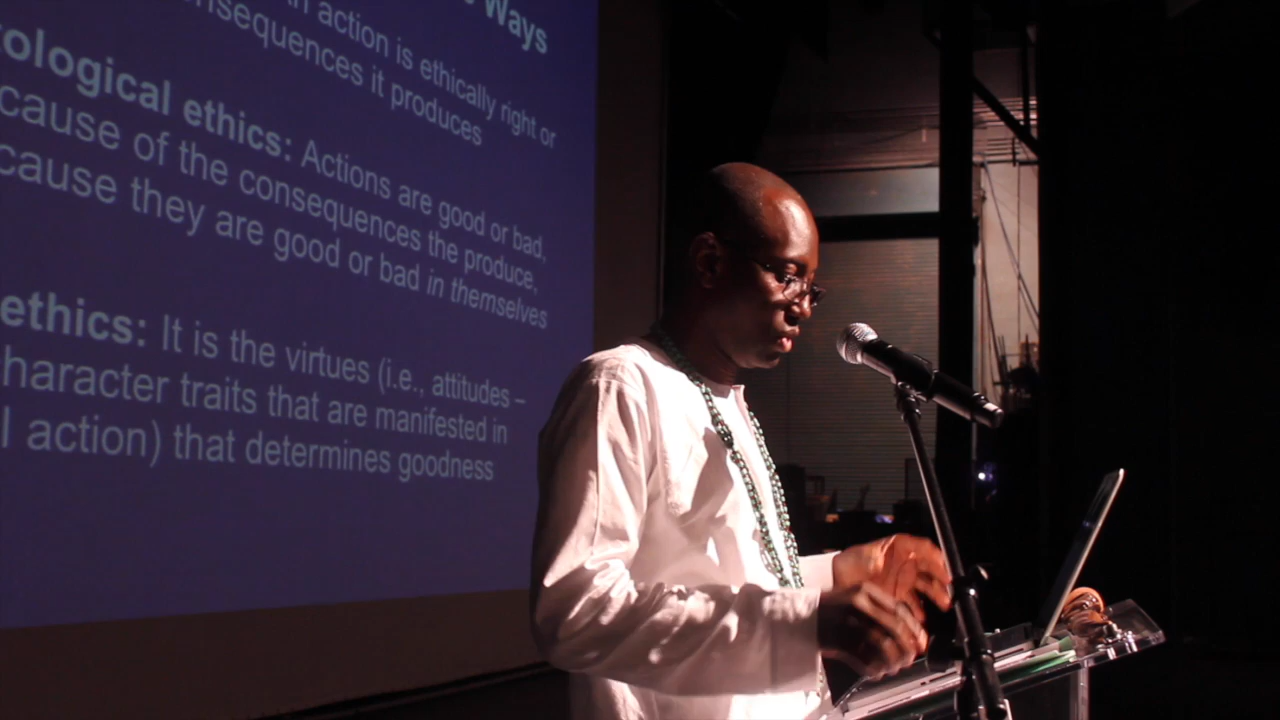 Ways
An action is ethically right or
consequences it produces
tological ethics: Actions are good or bad,
cause of the consequences the produce,
cause they are good or bad in themselves
ethics: It is the virtues (i.e., attitudes –
haracter traits that are manifested in
l action) that determines goodness